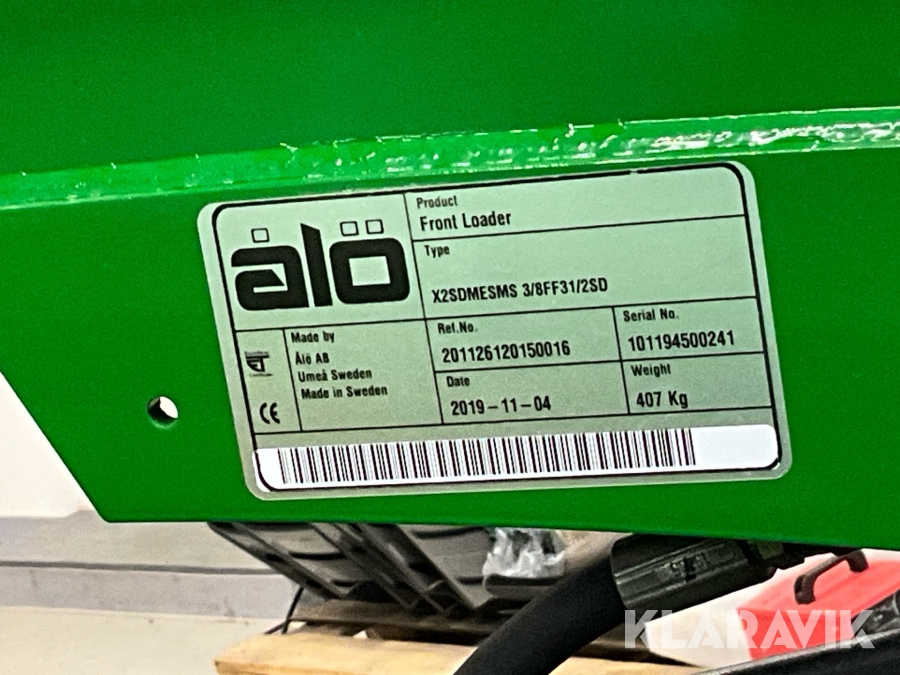 älö
Product
Front Loader
Type
X2SDMESMS 3/8FF31/2SD
Made by
Ålö AB
Umeå Sweden
Made in Sweden
CE
Ref.No.
201126120150016
Serial No.
101194500241
Date
2019-11-04
Weight
407 Kg
KLARAVIK